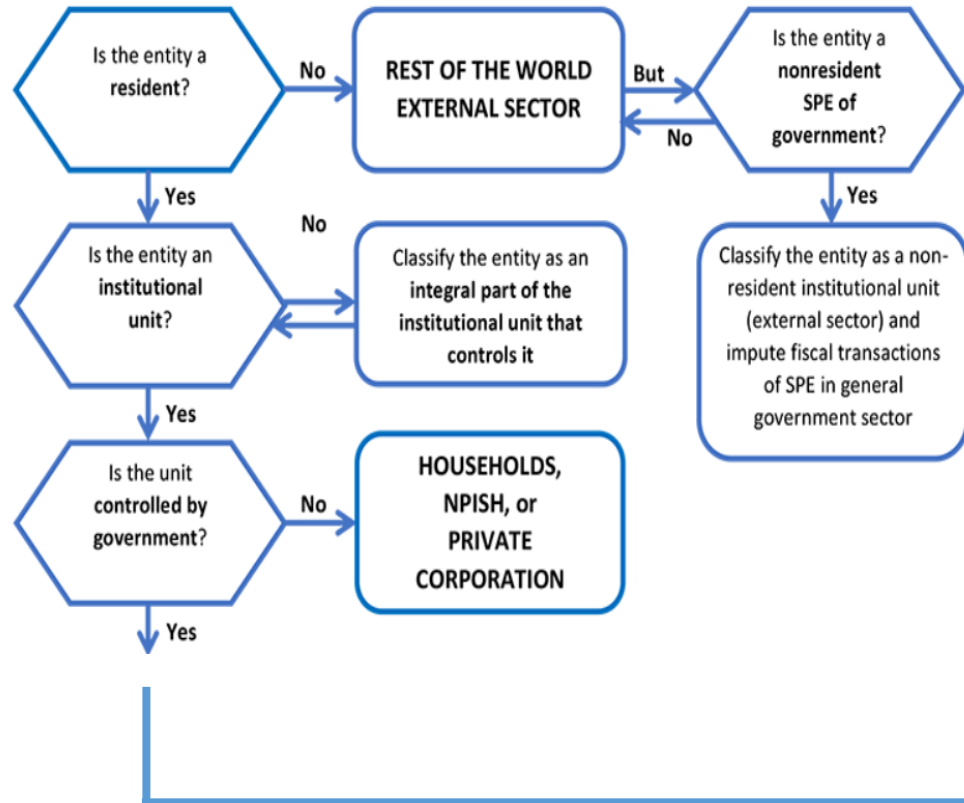 Is the entity a
resident?
No
REST OF THE WORLD
EXTERNAL SECTOR
But
No
Is the entity a
nonresident
SPE of
government?
Yes
Yes
Is the entity an
institutional
unit?
No
Classify the entity as an
integral part of the
institutional unit that
controls it
Classify the entity as a non-
resident institutional unit
(external sector) and
impute fiscal transactions
of SPE in general
government sector
Yes
Is the unit
controlled by
government?
No
HOUSEHOLDS,
NPISH, or
PRIVATE
CORPORATION
Yes